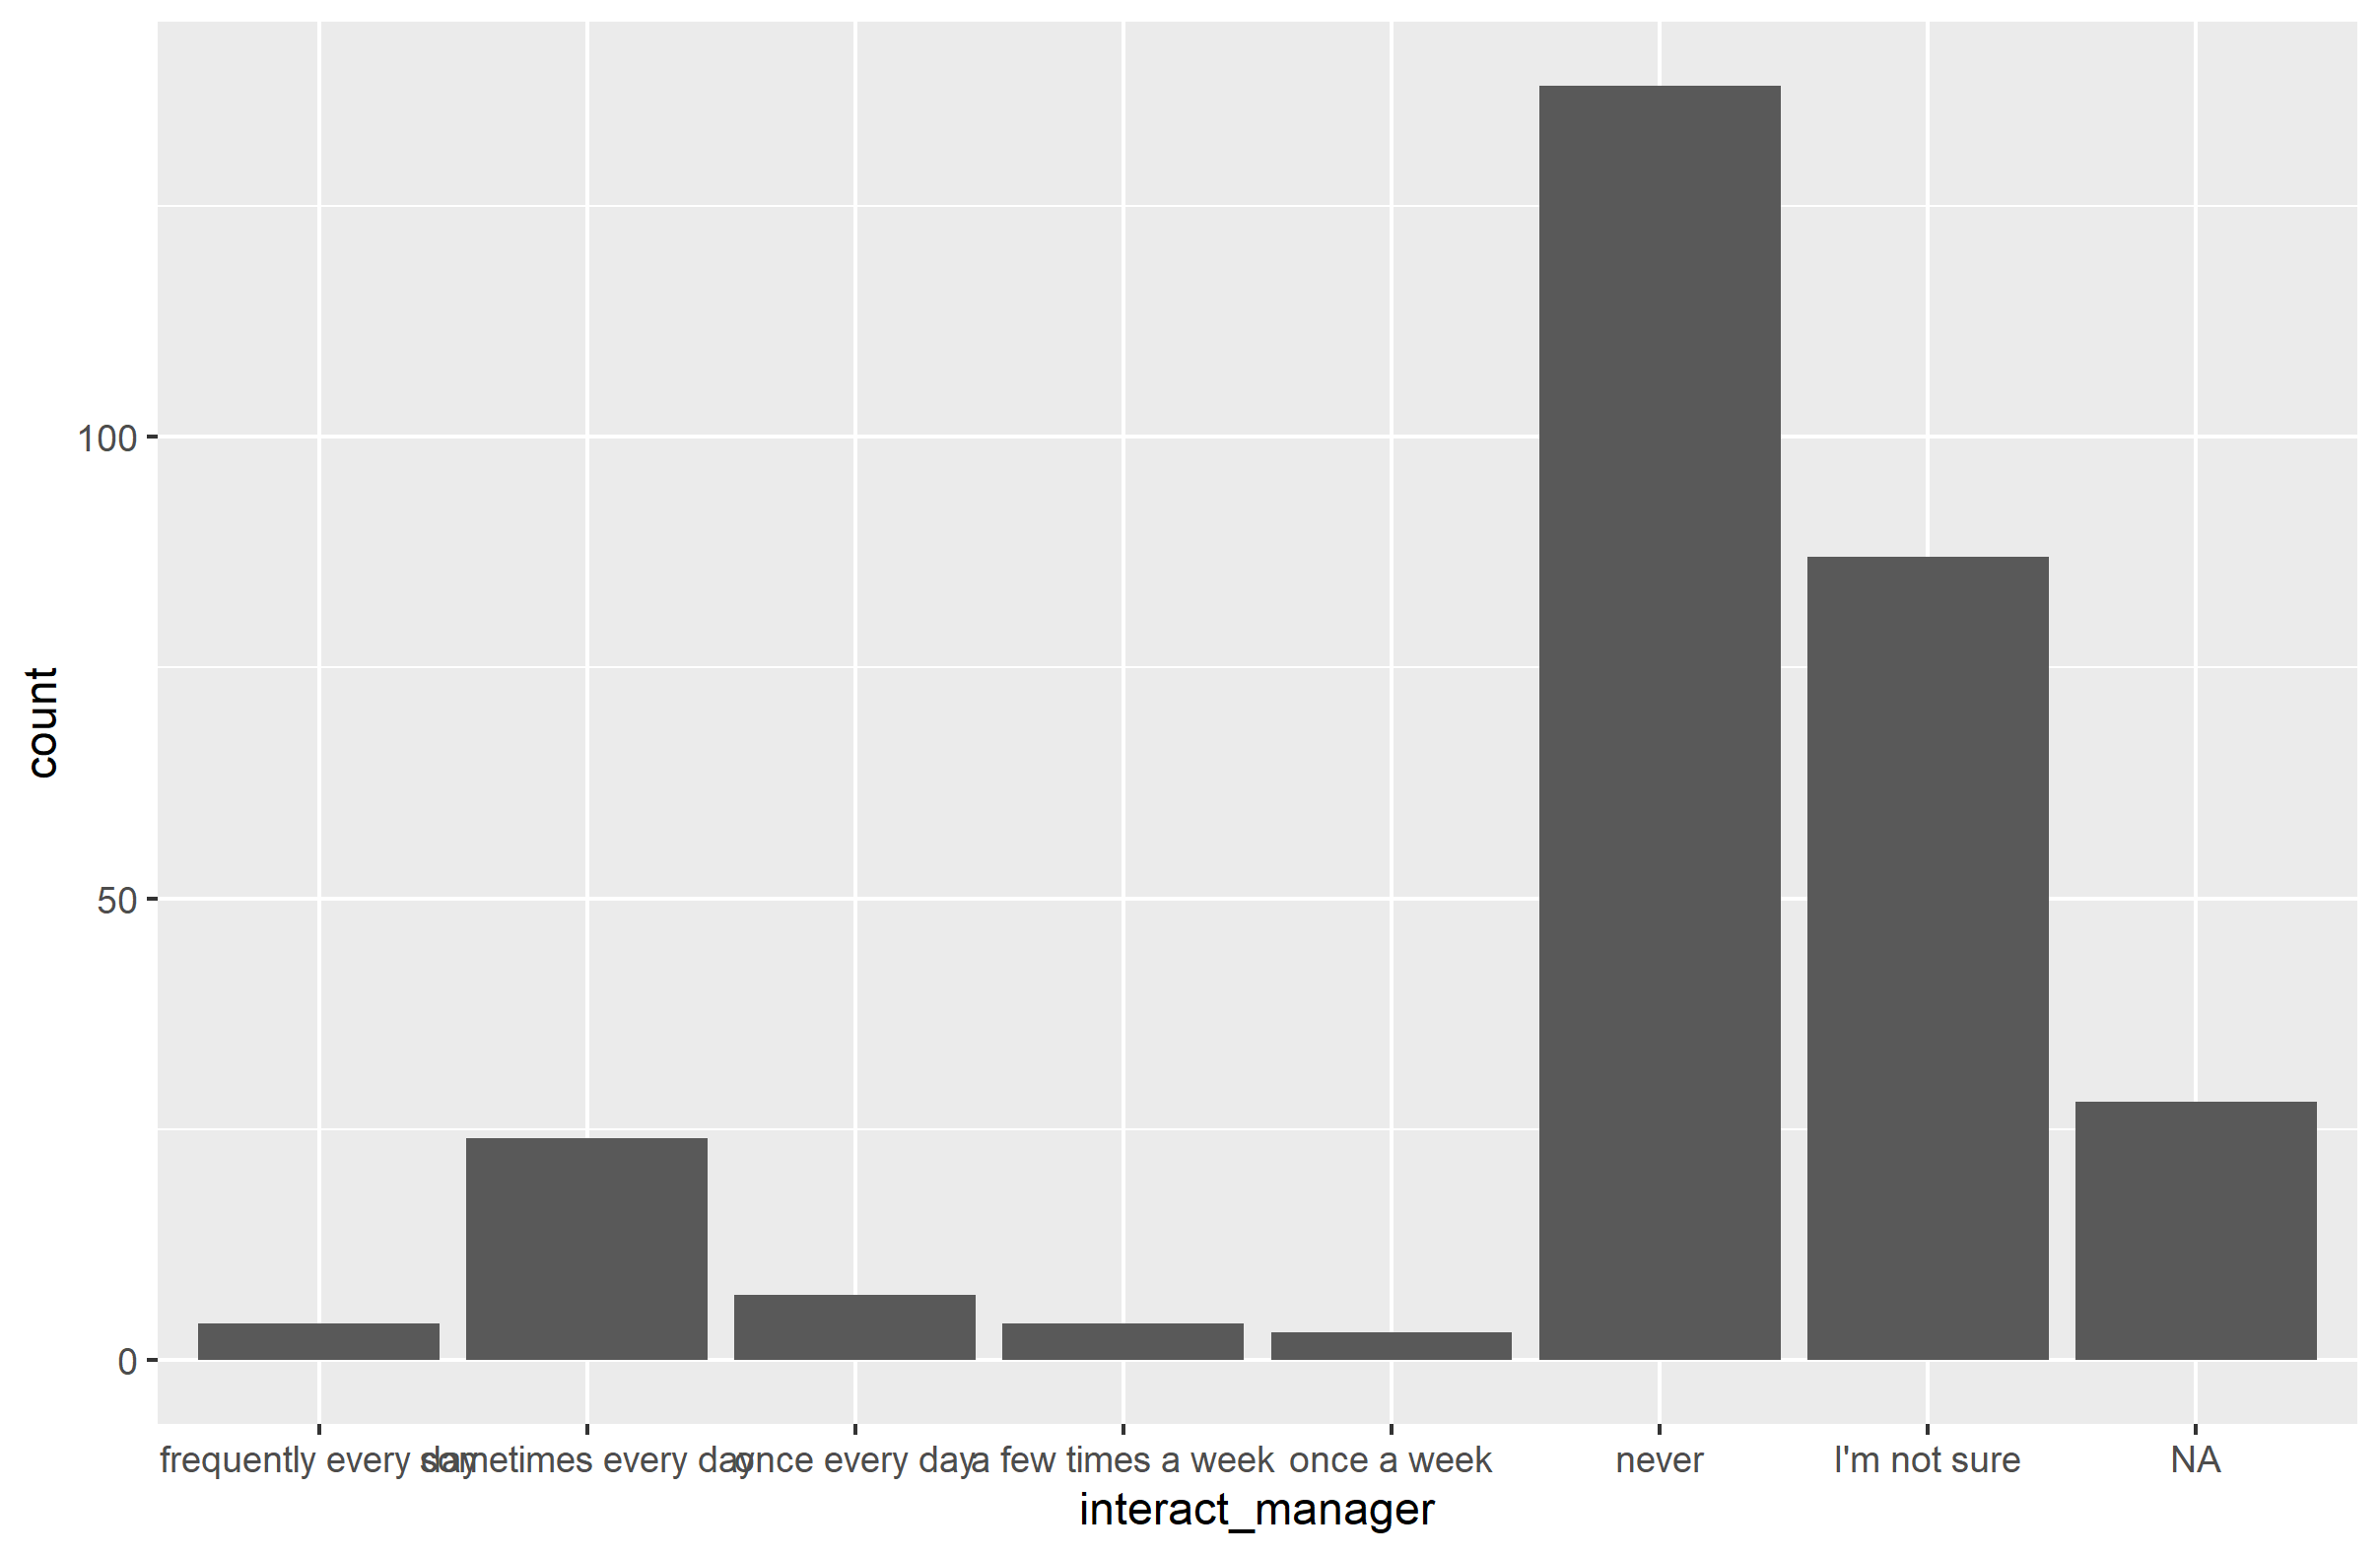 100
50
0
count
frequently every day
sometimes every day
once every day
a few times a week
once a week
never
I'm not sure
NA
interact_manager